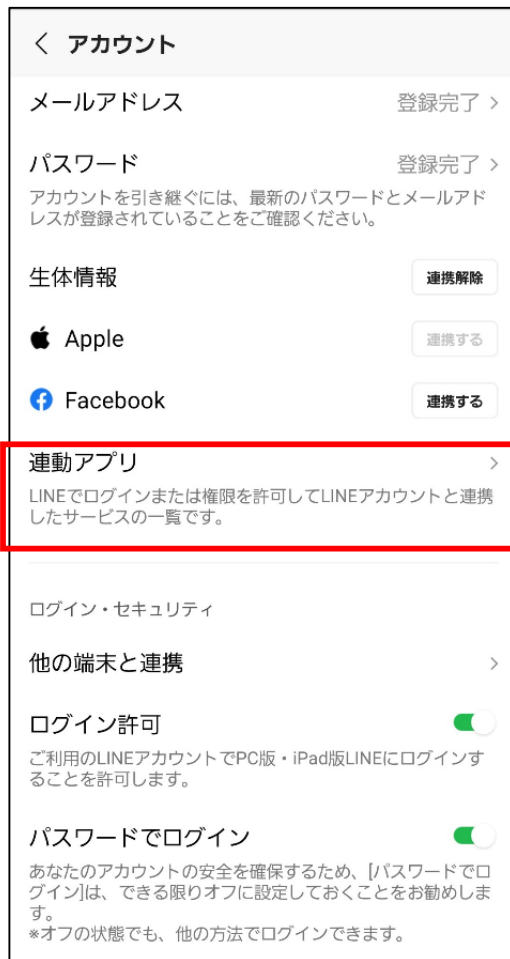 アカウント
メールアドレス 登録完了
パスワード 登録完了
アカウントを引き継ぐには、最新のパスワードとメールアド
レスが登録されていることをご確認ください。
生体情報 連携解除
Apple 連携する
Facebook 連携する
連動アプリ
LINEでログインまたは権限を許可してLINEアカウントと連携
したサービスの一覧です。
ログイン・セキュリティ
他の端末と連携
ログイン許可
ご利用のLINEアカウントでPC版・iPad版LINEにログインす
ることを許可します。
パスワードでログイン
あなたのアカウントの安全を確保するため、[パスワードでロ
グイン]は、できる限りオフに設定しておくことをお勧めしま
す。
*オフの状態でも、他の方法でログインできます。